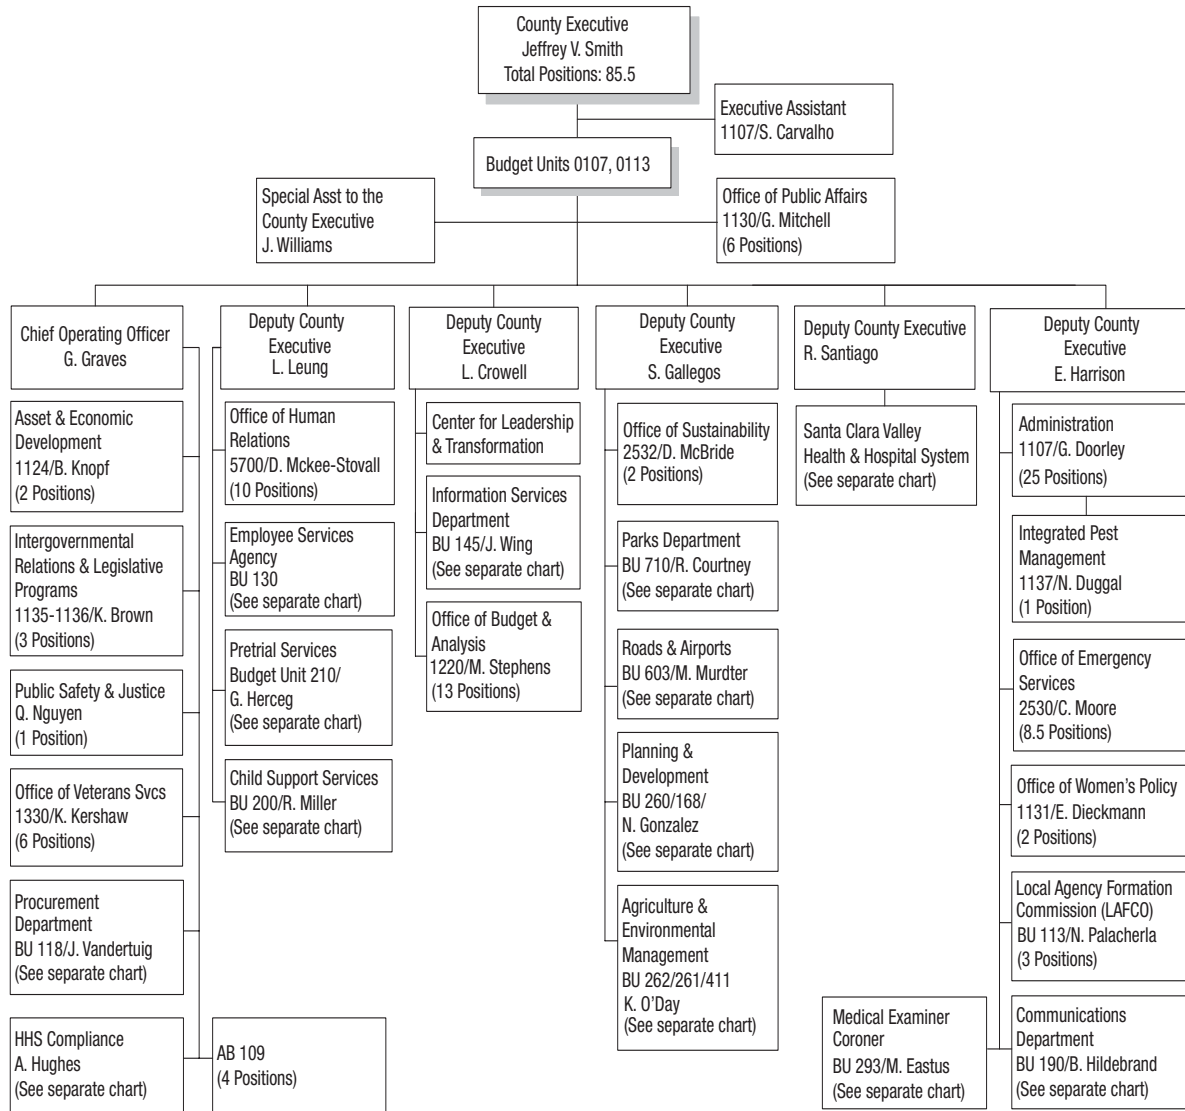 County Executive
Jeffrey V. Smith
Total Positions: 85.5
Executive Assistant
1107/S. Carvalho
Budget Units 0107, 0113
Special Asst to the
County Executive
J. Williams
Office of Public Affairs
1130/G. Mitchell
(6 Positions)
Chief Operating Officer
G. Graves
Asset & Economic
Development
1124/B. Knopf
(2 Positions)
Intergovernmental
Relations & Legislative
Programs
1135-1136/K. Brown
(3 Positions)
Public Safety & Justice
Q. Nguyen
(1 Position)
Office of Veterans Svcs
1330/K. Kershaw
(6 Positions)
Procurement
Department
BU 118/J. Vandertuig
(See separate chart)
HHS Compliance
A. Hughes
(See separate chart)
AB 109
(4 Positions)
Deputy County
Executive
L. Leung
Office of Human
Relations
5700/D. Mckee-Stovall
(10 Positions)
Employee Services
Agency
BU 130
(See separate chart)
Pretrial Services
Budget Unit 210/
G. Herceg
(See separate chart)
Child Support Services
BU 200/R. Miller
(See separate chart)
Deputy County
Executive
L. Crowell
Center for Leadership
& Transformation
Information Services
Department
BU 145/J. Wing
(See separate chart)
Office of Budget &
Analysis
1220/M. Stephens
(13 Positions)
Deputy County
Executive
S. Gallegos
Office of Sustainability
2532/D. McBride
(2 Positions)
Parks Department
BU 710/R. Courtney
(See separate chart)
Roads & Airports
BU 603/M. Murdter
(See separate chart)
Planning &
Development
BU 260/168/
N. Gonzalez
(See separate chart)
Agriculture &
Environmental
Management
BU 262/261/411
K. O'Day
(See separate chart)
Deputy County Executive
R. Santiago
Santa Clara Valley
Health & Hospital System
(See separate chart)
Deputy County
Executive
E. Harrison
Administration
1107/G. Doorley
(25 Positions)
Integrated Pest
Management
1137/N. Duggal
(1 Position)
Office of Emergency
Services
2530/C. Moore
(8.5 Positions)
Office of Women's Policy
1131/E. Dieckmann
(2 Positions)
Local Agency Formation
Commission (LAFCO)
BU 113/N. Palacherla
(3 Positions)
Medical Examiner
Coroner
BU 293/M. Eastus
(See separate chart)
Communications
Department
BU 190/B. Hildebrand
(See separate chart)